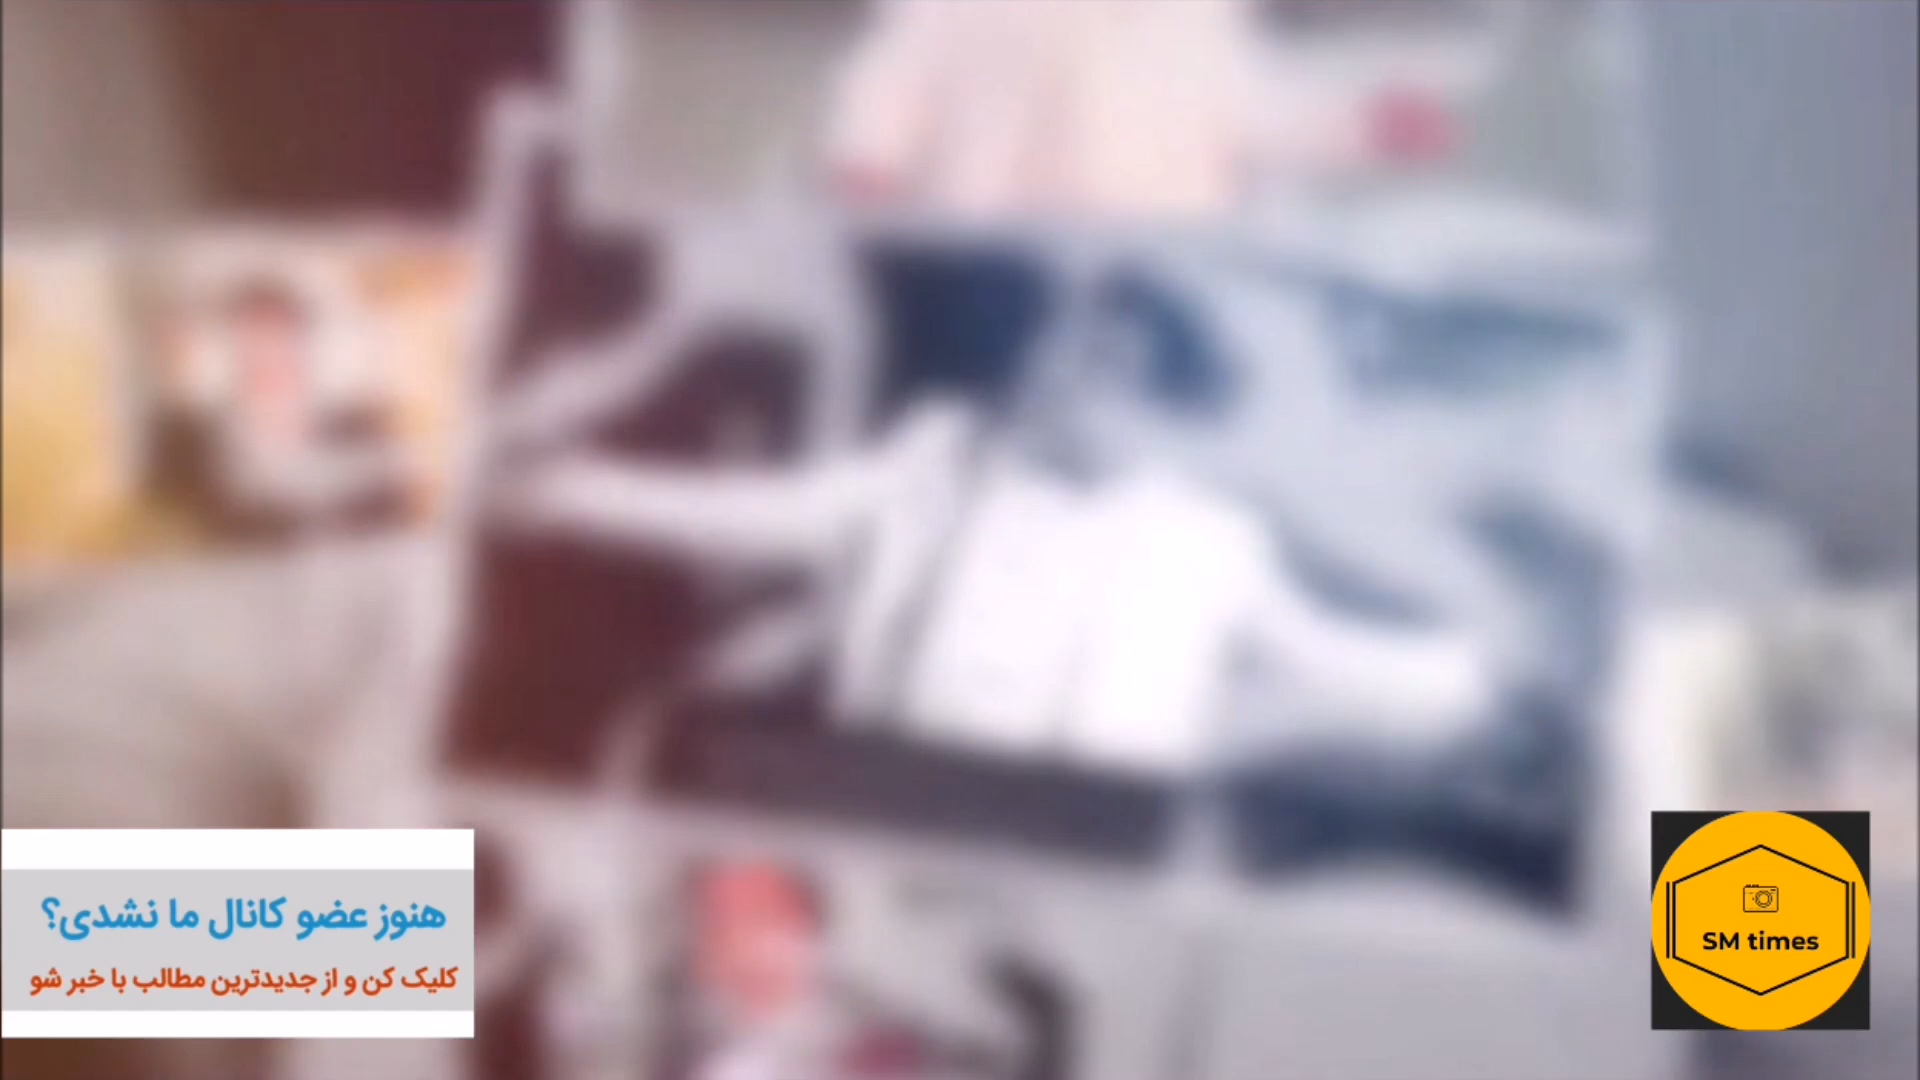 هنوز عضو کانال ما نشدی؟
کلیک کن و از جدیدترین مطالب با خبر شو
SM times